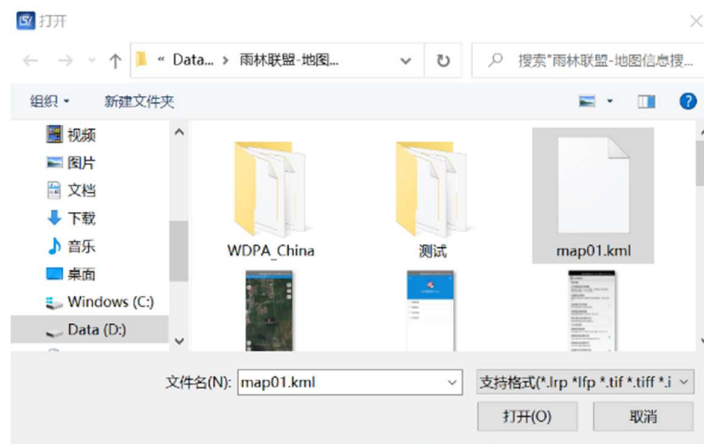 打开
« Data... › 雨林联盟-地图...
搜索"雨林联盟-地图信息搜...
组织
新建文件夹
视频
图片
文档
下载
音乐
桌面
Windows (C:)
Data (D:)
WDPA_China
测试
map01.kml
文件名(N):
map01.kml
支持格式(*.lrp *lfp *.tif *.tiff *.i
打开(O)
取消